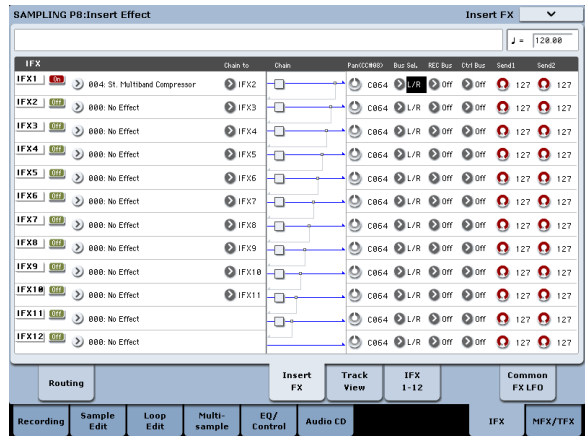 SAMPLING P8:Insert Effect Insert FX
♩ = 120.00
IFX Chain to Chain Pan(CC#08) Bus Sel. REC Bus Ctrl Bus Send1 Send2
IFX1 On 004: St. Multiband Compressor IFX2 C064 L/R Off Off 127 127
IFX2 Off 000: No Effect IFX3 C064 L/R Off Off 127 127
IFX3 Off 000: No Effect IFX4 C064 L/R Off Off 127 127
IFX4 Off 000: No Effect IFX5 C064 L/R Off Off 127 127
IFX5 Off 000: No Effect IFX6 C064 L/R Off Off 127 127
IFX6 Off 000: No Effect IFX7 C064 L/R Off Off 127 127
IFX7 Off 000: No Effect IFX8 C064 L/R Off Off 127 127
IFX8 Off 000: No Effect IFX9 C064 L/R Off Off 127 127
IFX9 Off 000: No Effect IFX10 C064 L/R Off Off 127 127
IFX10 Off 000: No Effect IFX11 C064 L/R Off Off 127 127
IFX11 Off 000: No Effect C064 L/R Off Off 127 127
IFX12 Off 000: No Effect C064 L/R Off Off 127 127
Routing Insert FX Track View IFX 1-12 Common FX LFO
Recording Sample Edit Loop Edit Multi-sample EQ/Control Audio CD IFX MFX/TFX